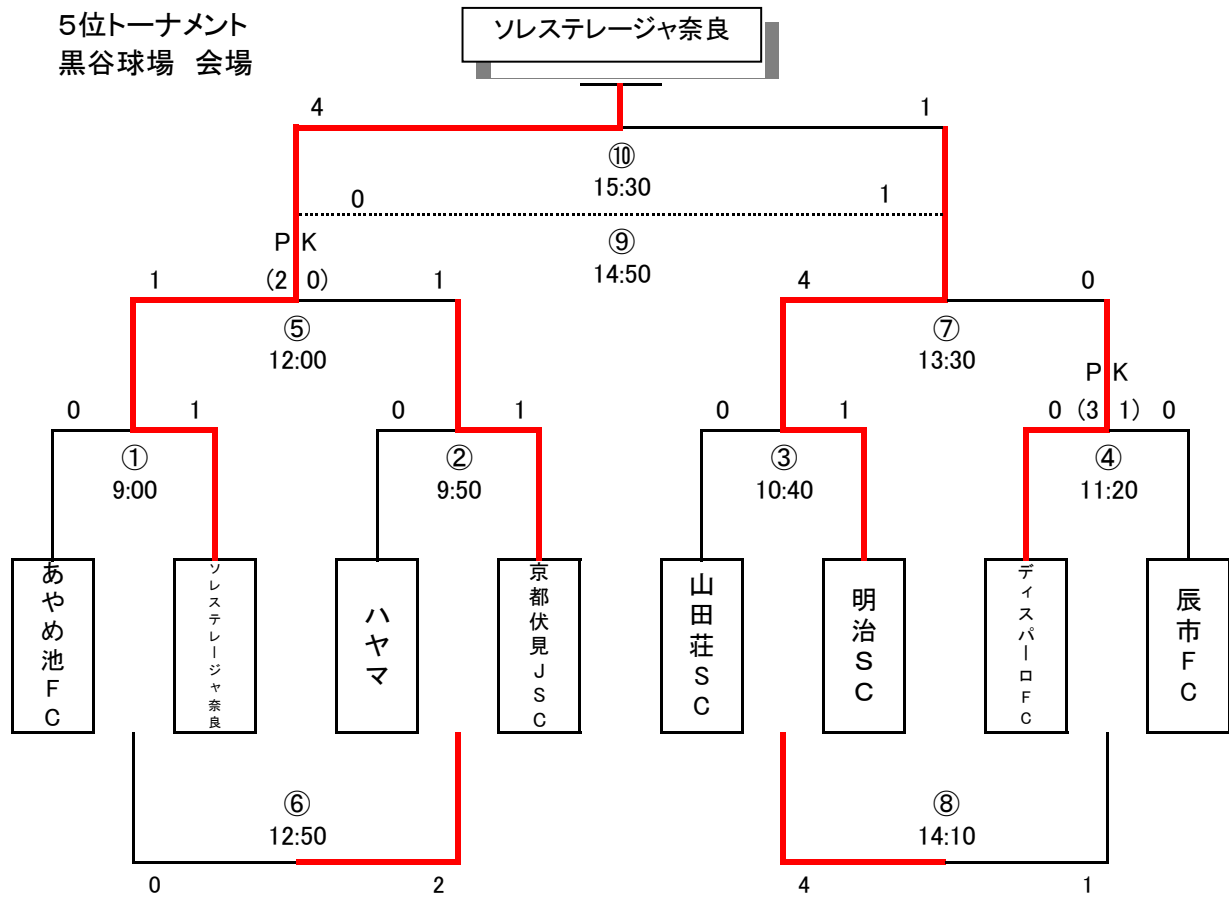 5位トーナメント
黒谷球場 会場
ソレステレージャ奈良
4 1
⑩
15:30
0 1
⑨
14:50
PK
1 (2 0) 1
4 0
⑤
12:00
⑦
13:30
PK
0 1
0 1
0 1
0 (3 1) 0
①
9:00
②
9:50
③
10:40
④
11:20
あやめ池FC
ソレステレージャ奈良
ハヤマ
京都伏見JSC
山田荘SC
明治SC
ディスパーロFC
辰市FC
⑥
12:50
⑧
14:10
0 2
4 1